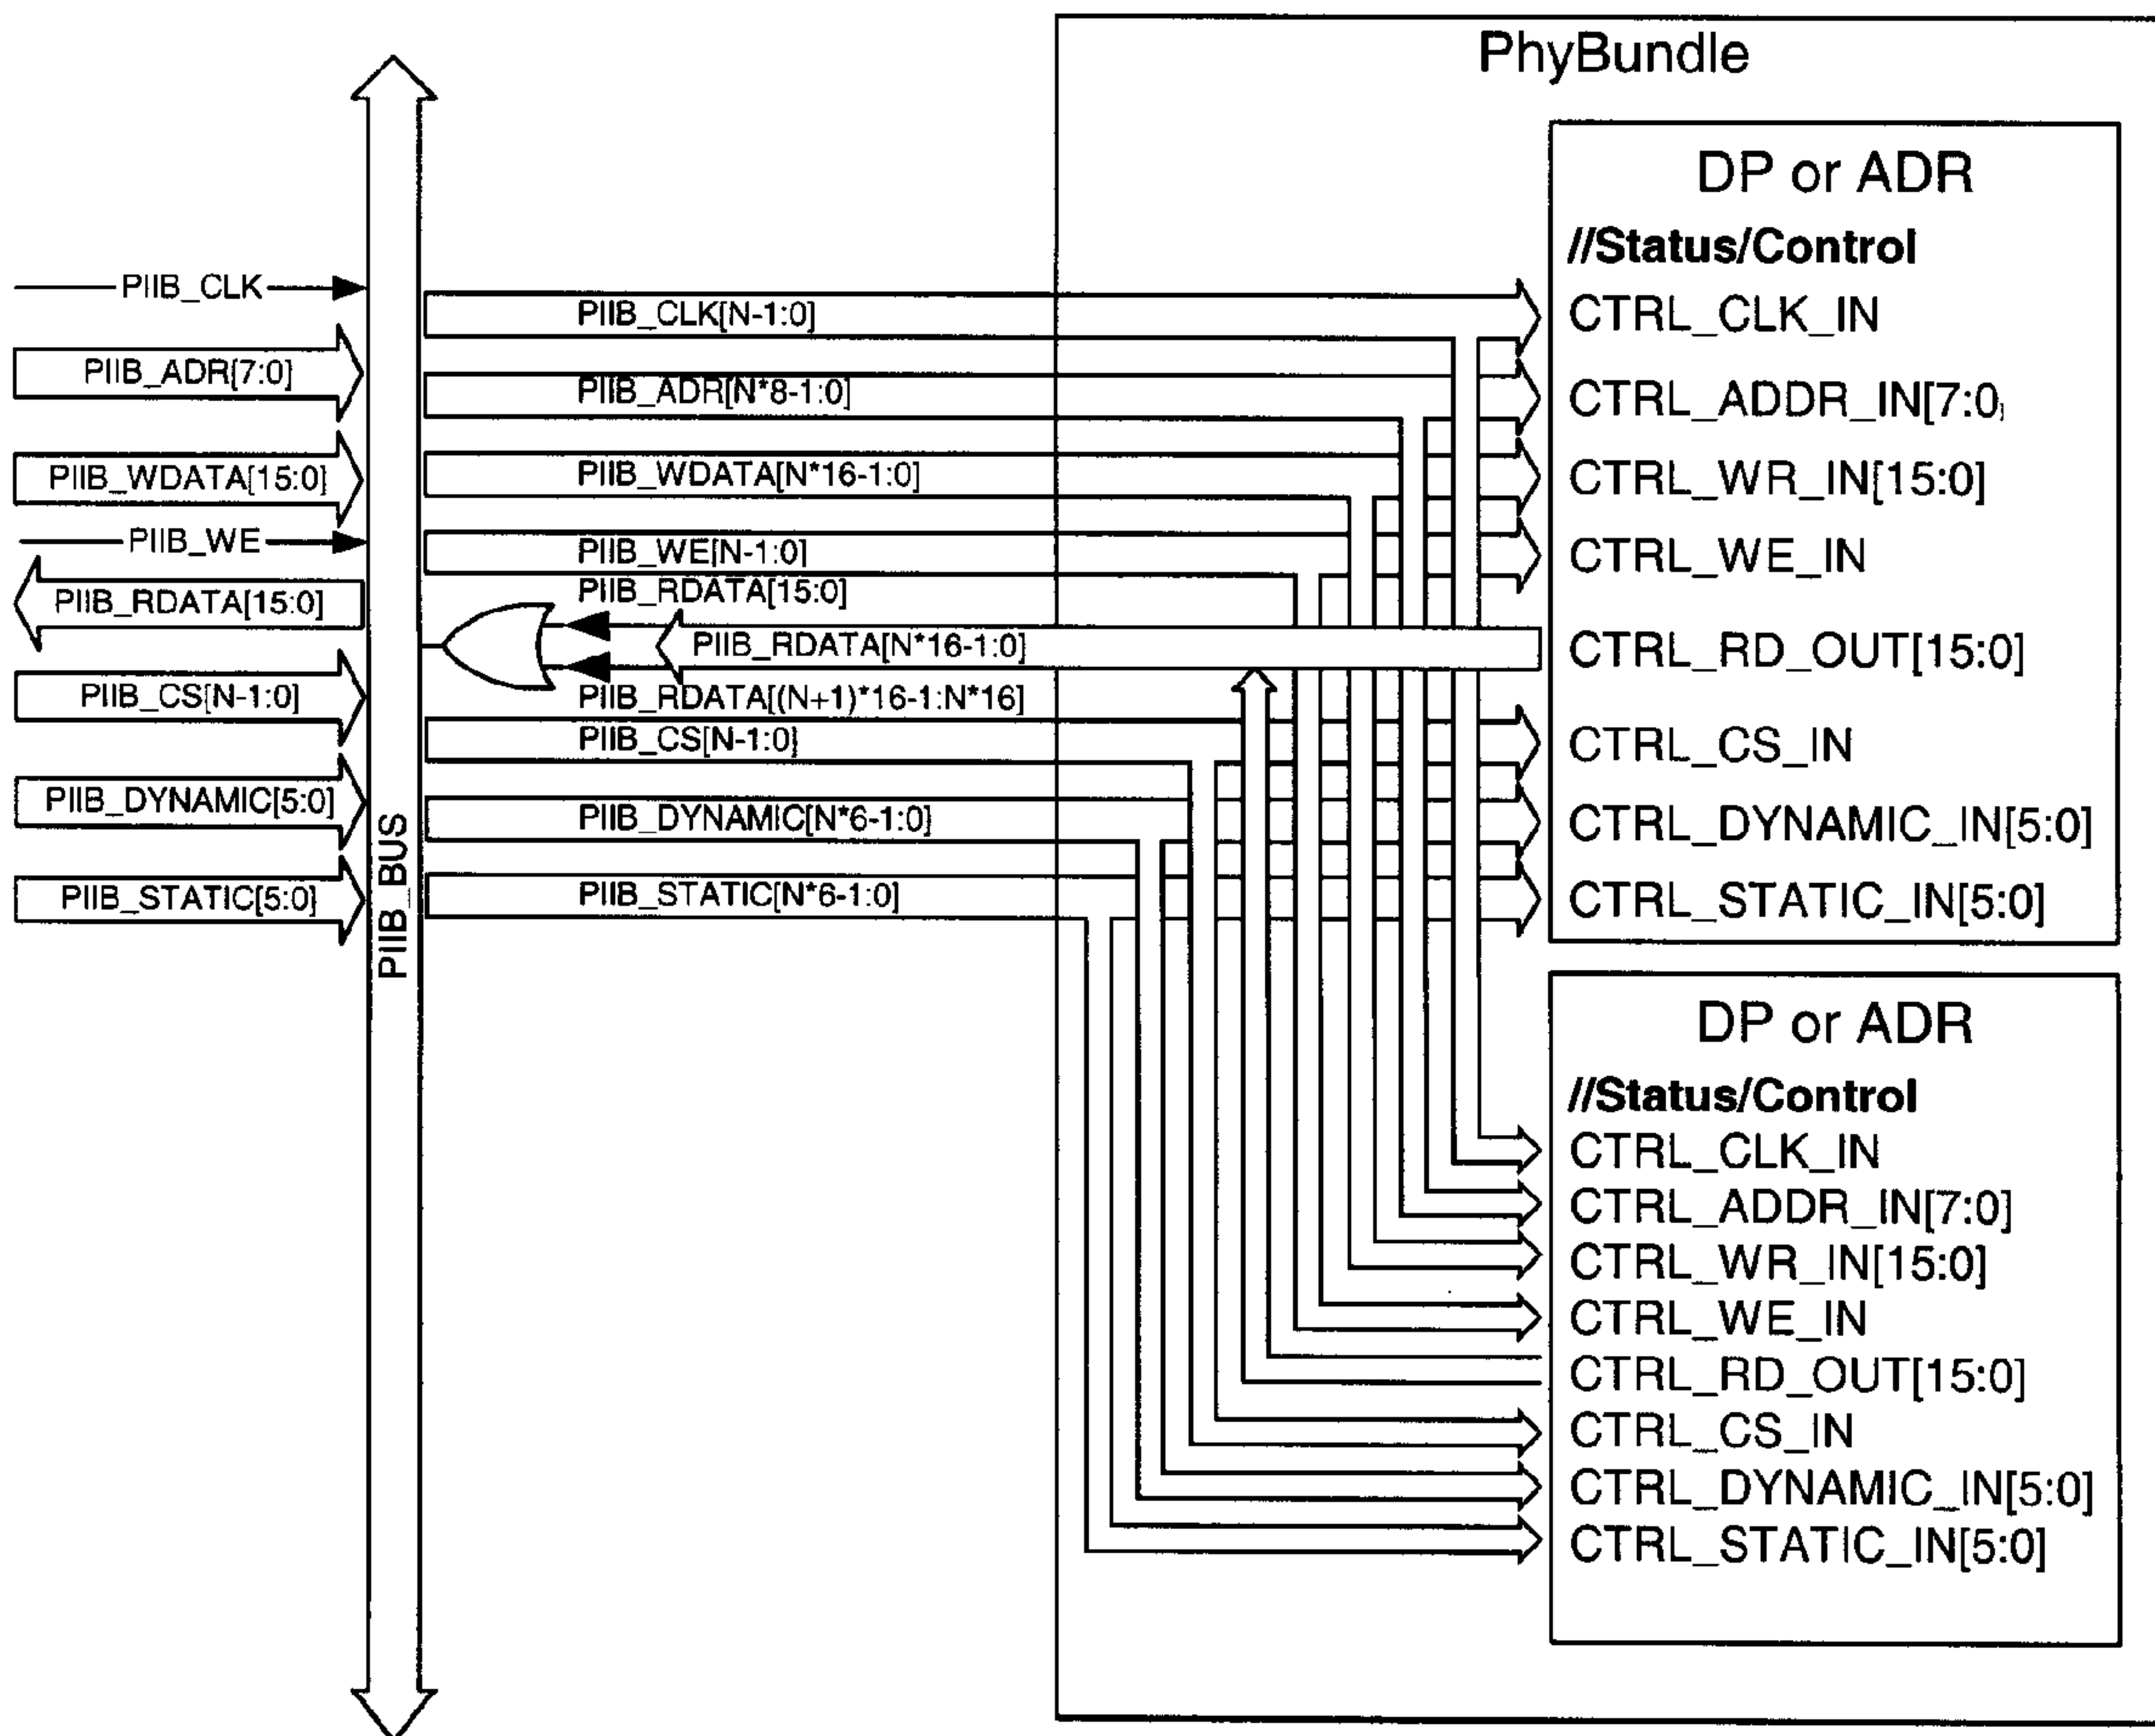 PhyBundle
DP or ADR
//Status/Control
CTRL_CLK_IN
CTRL_ADDR_IN[7:0
CTRL_WR_IN[15:0]
CTRL_WE_IN
CTRL_RD_OUT[15:0]
CTRL_CS_IN
CTRL_DYNAMIC_IN[5:0]
CTRL_STATIC_IN[5:0]
DP or ADR
//Status/Control
CTRL_CLK_IN
CTRL_ADDR_IN[7:0]
CTRL_WR_IN[15:0]
CTRL_WE_IN
CTRL_RD_OUT[15:0]
CTRL_CS_IN
CTRL_DYNAMIC_IN[5:0]
CTRL_STATIC_IN[5:0]
PIIB_CLK
PIIB_ADR[7:0]
PIIB_WDATA[15:0]
PIIB_WE
PIIB_RDATA[15:0]
PIIB_CS[N-1:0]
PIIB_DYNAMIC[5:0]
PIIB_STATIC[5:0]
PIIB_BUS
PIIB_CLK[N-1:0]
PIIB_ADR[N*8-1:0]
PIIB_WDATA[N*16-1:0]
PIIB_WE[N-1:0]
PIIB_RDATA[15:0]
PIIB_RDATA[N*16-1:0]
PIIB_RDATA[(N+1)*16-1:N*16]
PIIB_CS[N-1:0]
PIIB_DYNAMIC[N*6-1:0]
PIIB_STATIC[N*6-1:0]